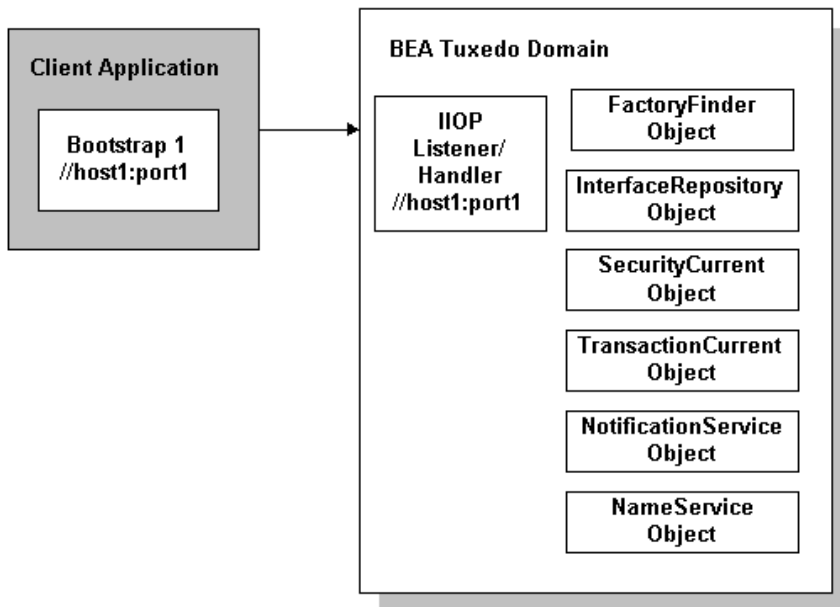 Client Application
Bootstrap 1
//host1:port1
BEA Tuxedo Domain
IIOP
Listener/
Handler
//host1:port1
FactoryFinder
Object
InterfaceRepository
Object
SecurityCurrent
Object
TransactionCurrent
Object
NotificationService
Object
NameService
Object